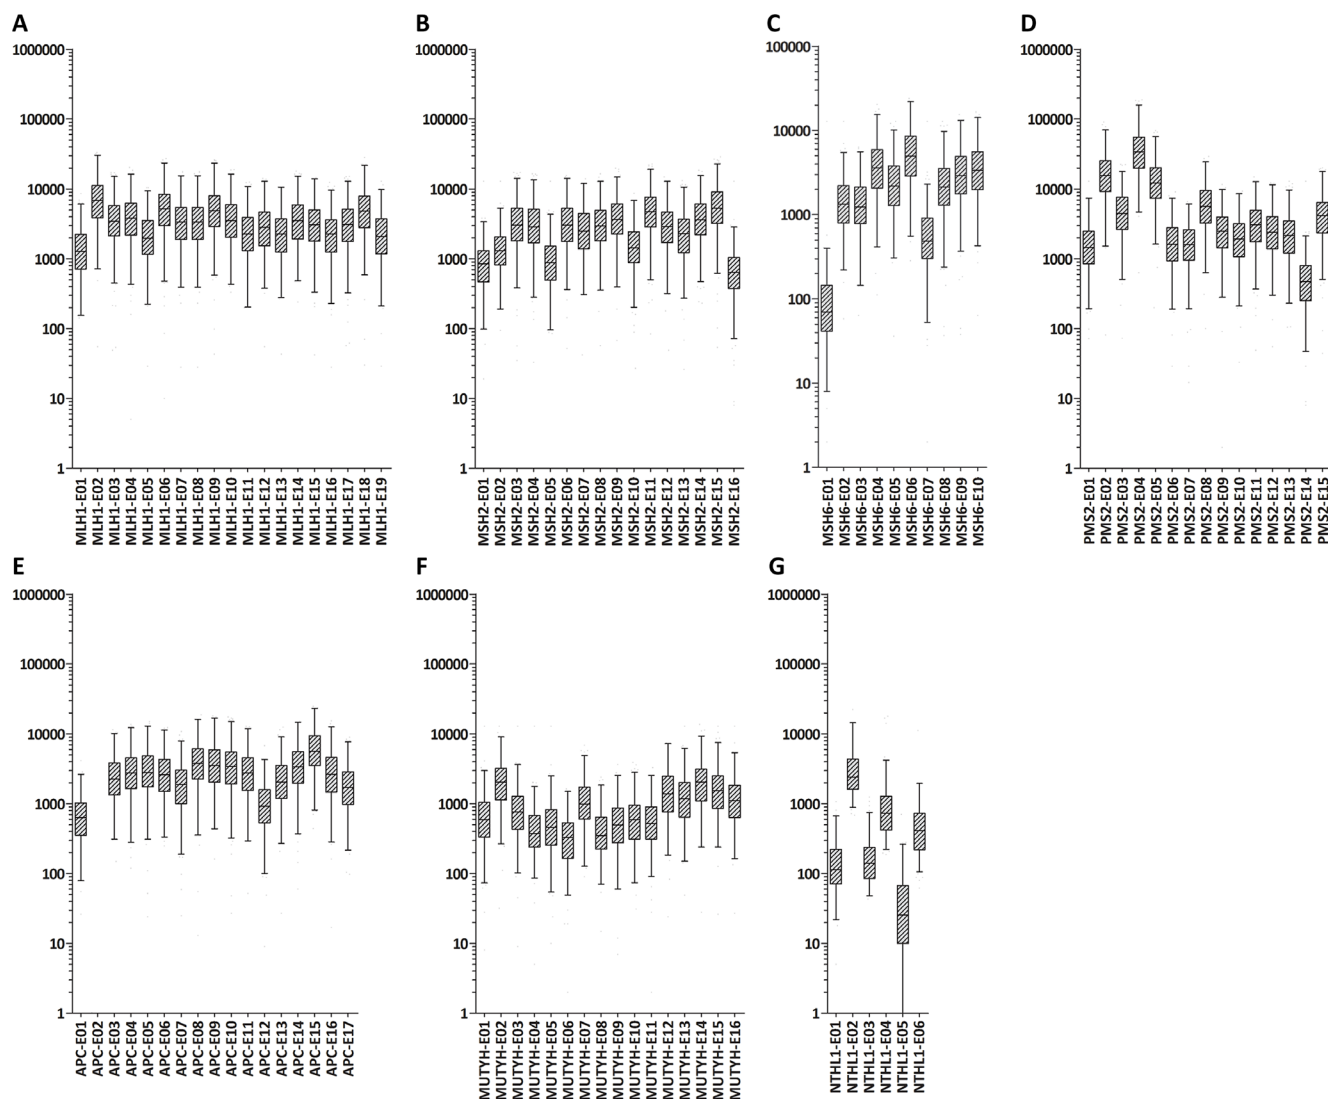 A
B
C
D
1000000
100000
10000
1000
100
10
1
MLH1-E01
MLH1-E02
MLH1-E03
MLH1-E04
MLH1-E05
MLH1-E06
MLH1-E07
MLH1-E08
MLH1-E09
MLH1-E10
MLH1-E11
MLH1-E12
MLH1-E13
MLH1-E14
MLH1-E15
MLH1-E16
MLH1-E17
MLH1-E18
MLH1-E19
1000000
100000
10000
1000
100
10
1
MSH2-E01
MSH2-E02
MSH2-E03
MSH2-E04
MSH2-E05
MSH2-E06
MSH2-E07
MSH2-E08
MSH2-E09
MSH2-E10
MSH2-E11
MSH2-E12
MSH2-E13
MSH2-E14
MSH2-E15
MSH2-E16
100000
10000
1000
100
10
1
MSH6-E01
MSH6-E02
MSH6-E03
MSH6-E04
MSH6-E05
MSH6-E06
MSH6-E07
MSH6-E08
MSH6-E09
MSH6-E10
1000000
100000
10000
1000
100
10
1
PMS2-E01
PMS2-E02
PMS2-E03
PMS2-E04
PMS2-E05
PMS2-E06
PMS2-E07
PMS2-E08
PMS2-E09
PMS2-E10
PMS2-E11
PMS2-E12
PMS2-E13
PMS2-E14
PMS2-E15
E
F
G
1000000
100000
10000
1000
100
10
1
APC-E01
APC-E02
APC-E03
APC-E04
APC-E05
APC-E06
APC-E07
APC-E08
APC-E09
APC-E10
APC-E11
APC-E12
APC-E13
APC-E14
APC-E15
APC-E16
APC-E17
1000000
100000
10000
1000
100
10
1
MUTYH-E01
MUTYH-E02
MUTYH-E03
MUTYH-E04
MUTYH-E05
MUTYH-E06
MUTYH-E07
MUTYH-E08
MUTYH-E09
MUTYH-E10
MUTYH-E11
MUTYH-E12
MUTYH-E13
MUTYH-E14
MUTYH-E15
MUTYH-E16
1000000
100000
10000
1000
100
10
1
NTHL1-E01
NTHL1-E02
NTHL1-E03
NTHL1-E04
NTHL1-E05
NTHL1-E06